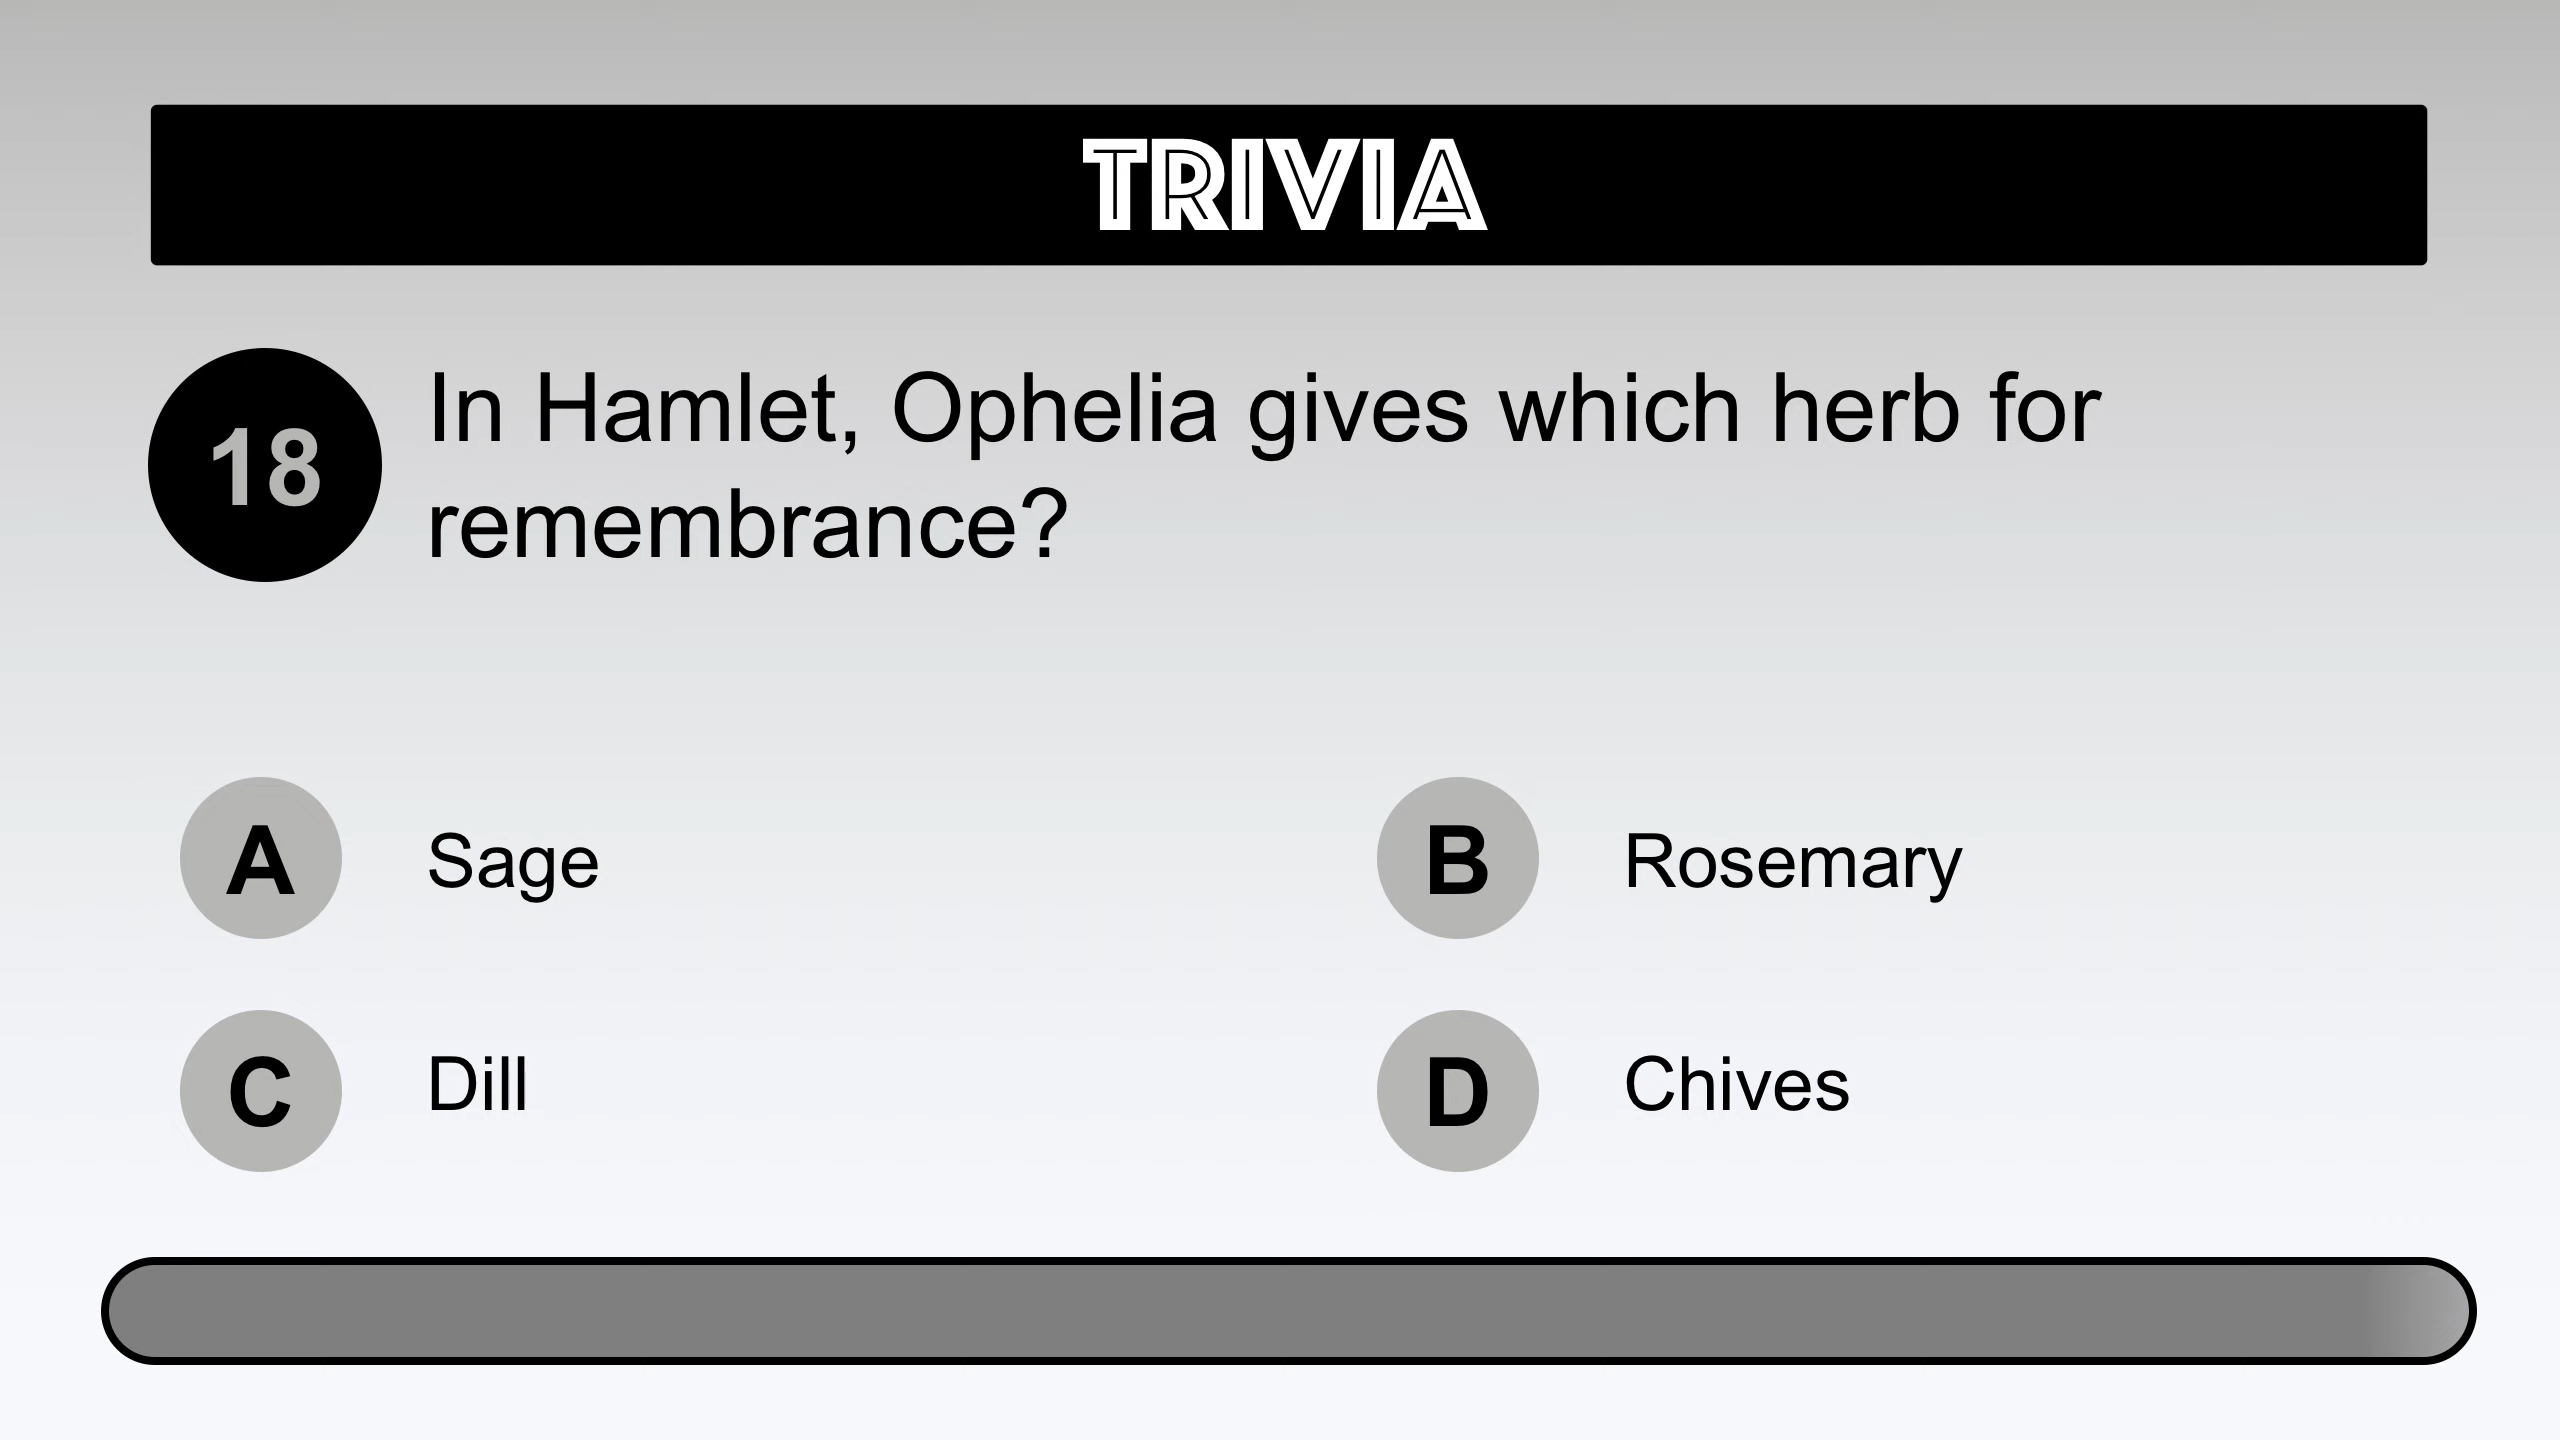 TRIVIA
18
In Hamlet, Ophelia gives which herb for
remembrance?
A Sage
B Rosemary
C Dill
D Chives